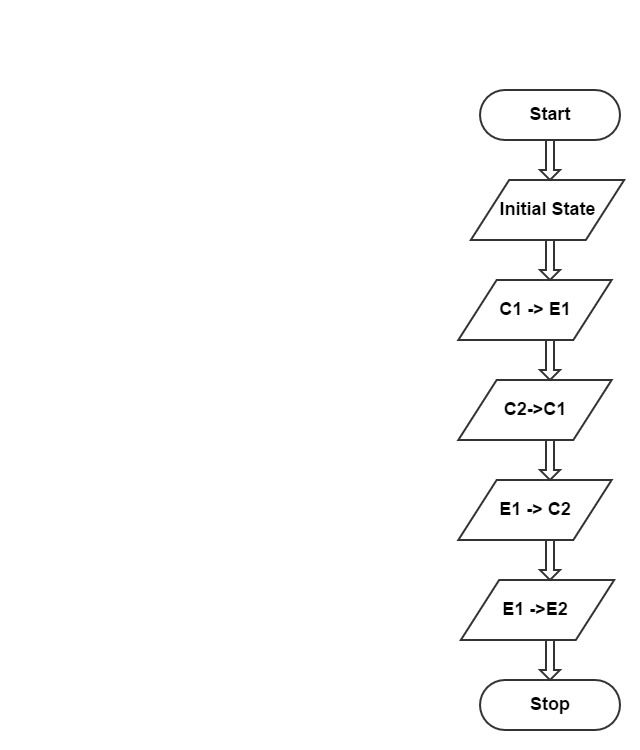 Start
Initial State
C1 -> E1
C2->C1
E1 -> C2
E1 ->E2
Stop